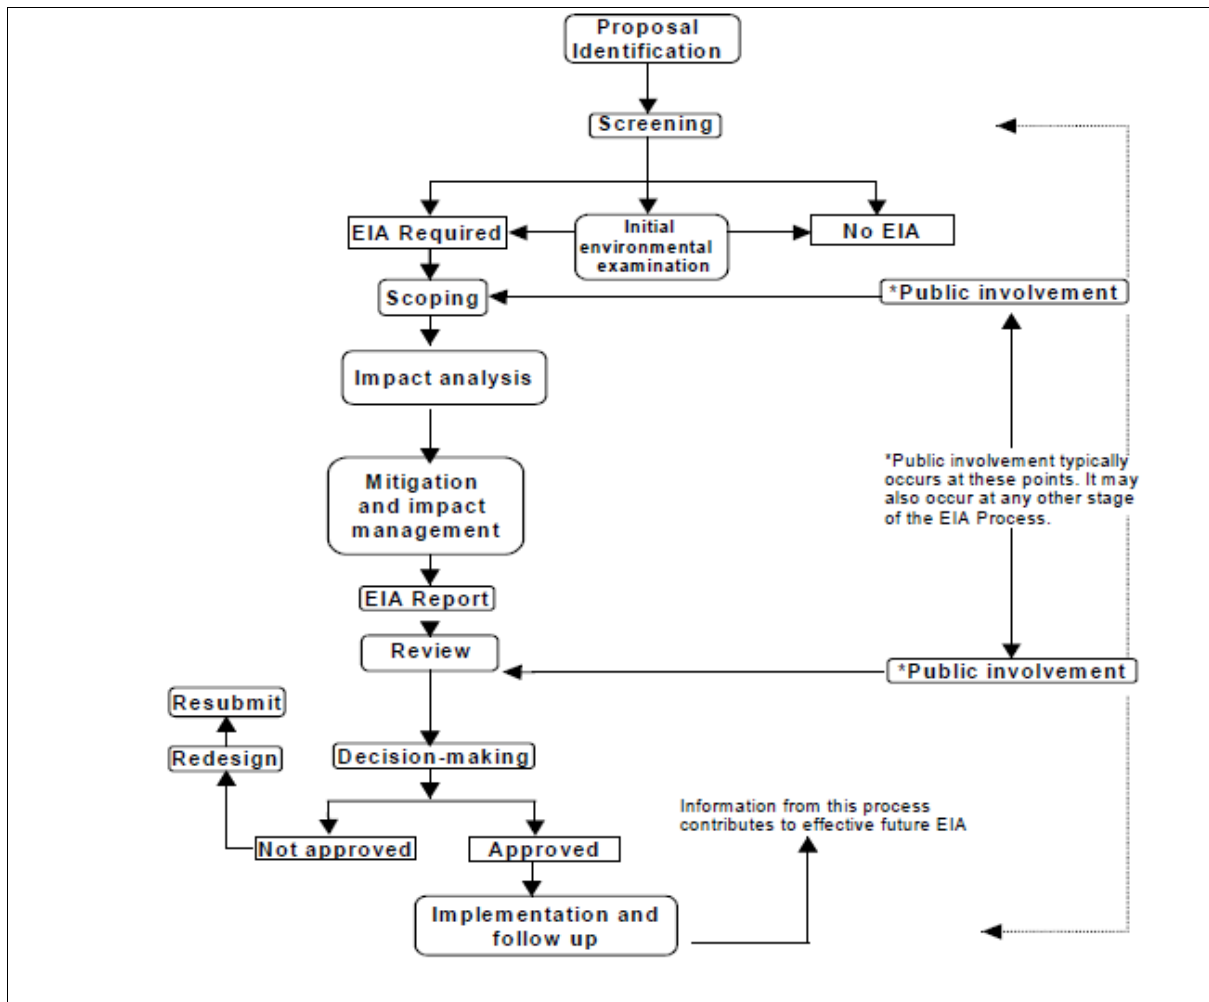 Proposal
Identification
Screening
EIA Required
Initial
environmental
examination
No EIA
Scoping
*Public involvement
Impact analysis
*Public involvement typically
occurs at these points. It may
also occur at any other stage
of the EIA Process.
Mitigation
and impact
management
EIA Report
Review
*Public involvement
Resubmit
Redesign
Decision-making
Information from this process
contributes to effective future EIA
Not approved
Approved
Implementation and
follow up